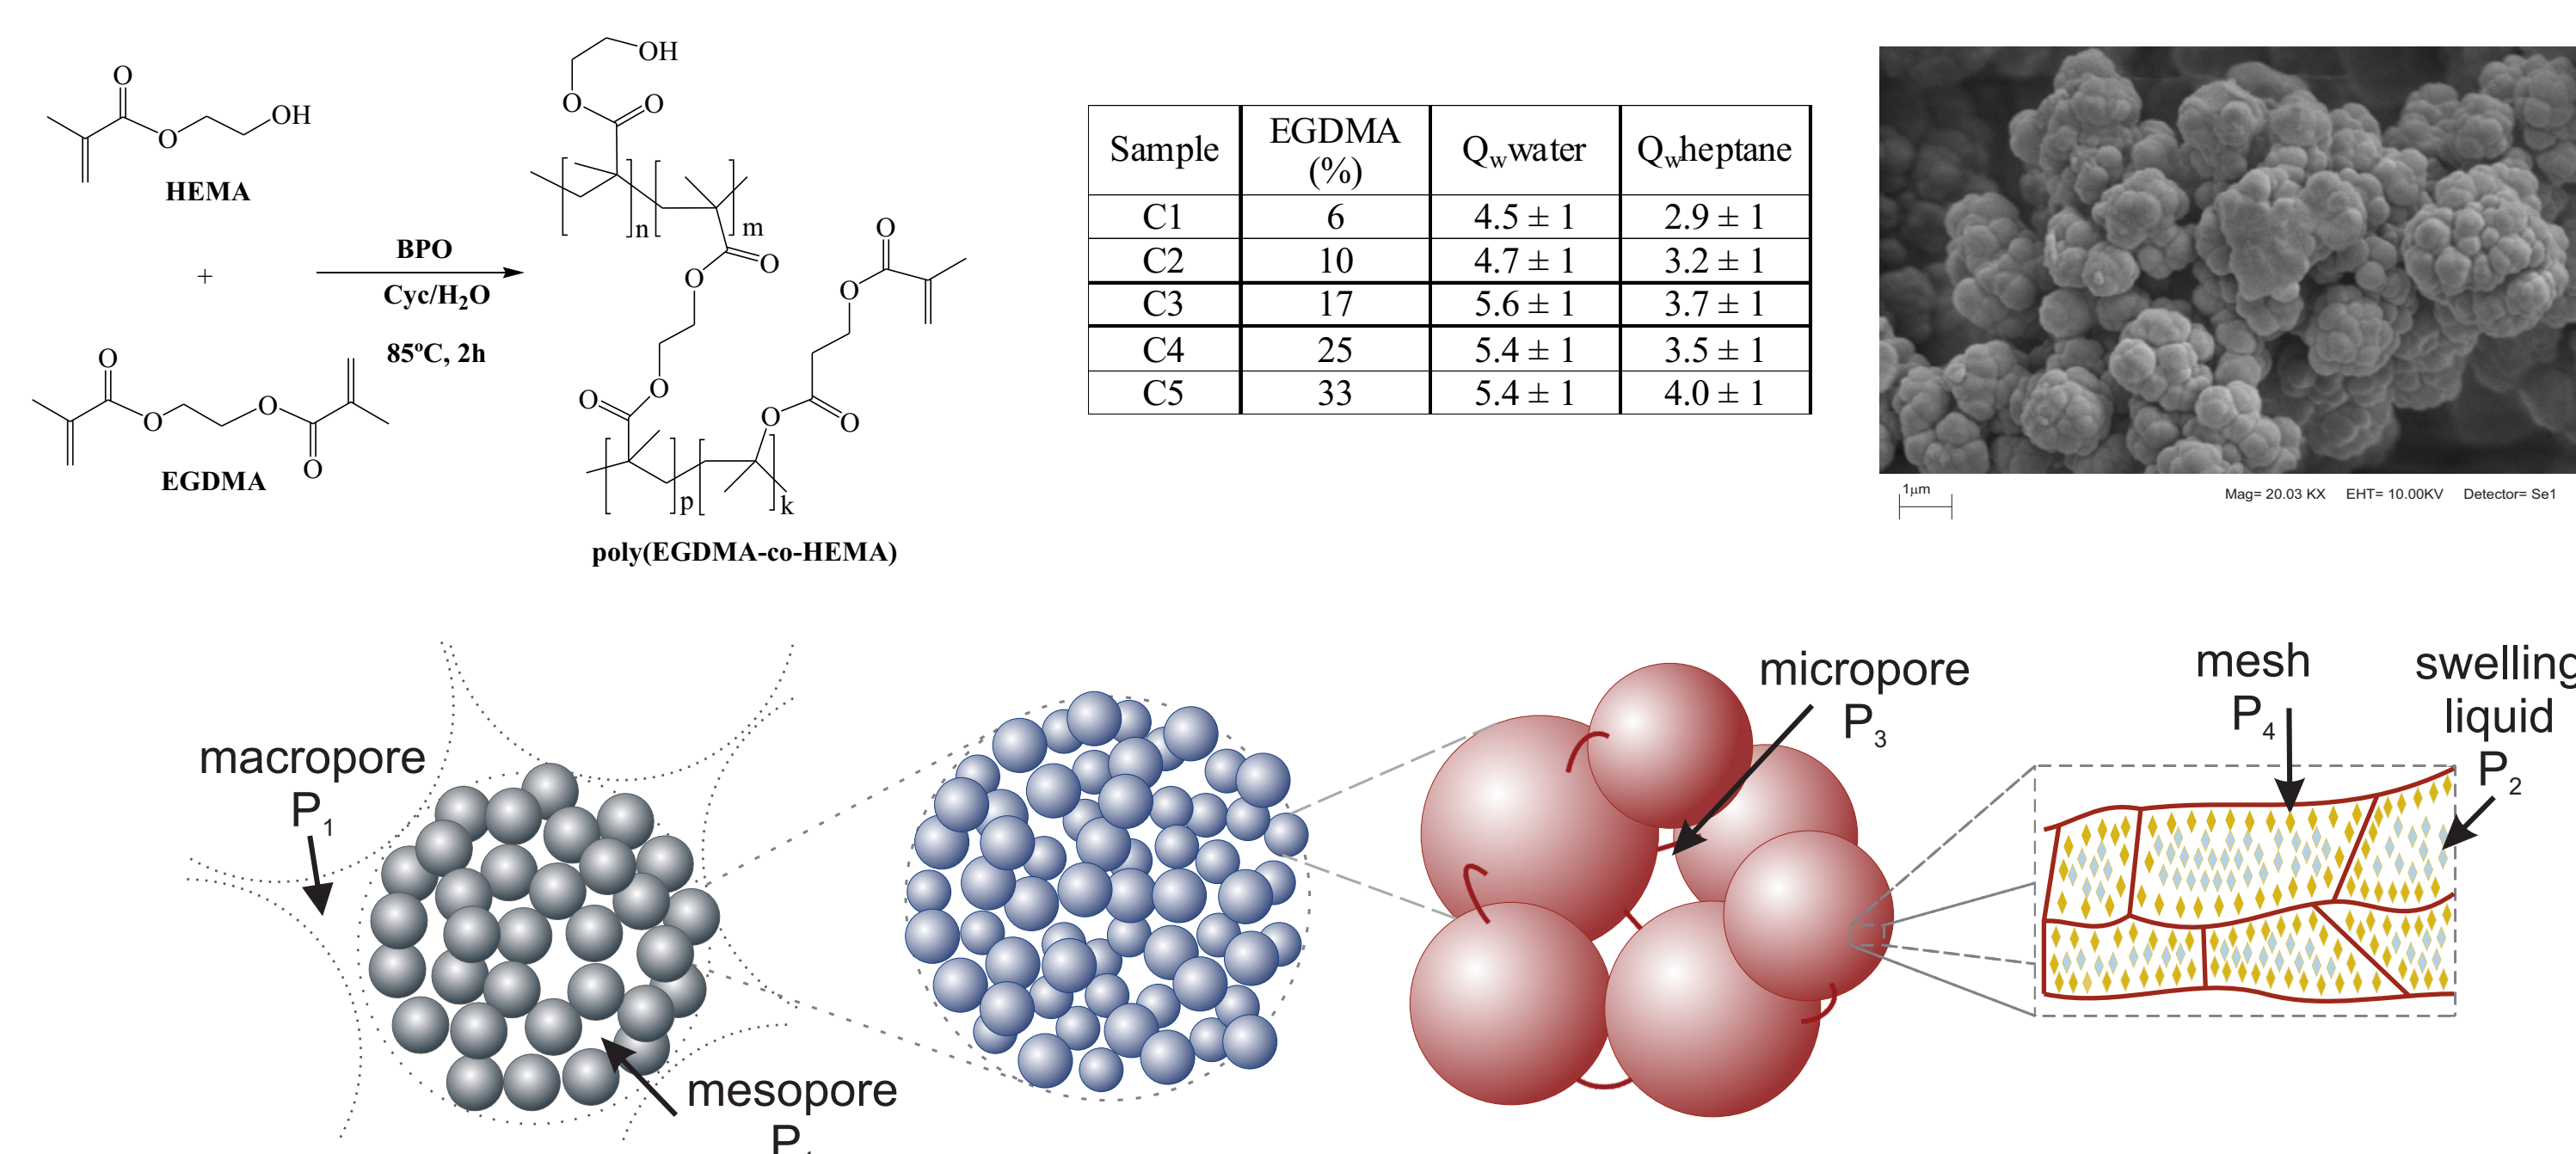 O
O
OH
HEMA
+
O
O
O
O
EGDMA
BPO
Cyc/H2O
85ºC, 2h
OH
O
O
n
m
O
O
O
O
O
O
O
O
O
p
k
poly(EGDMA-co-HEMA)
Sample EGDMA (%) Qwwater Qwheptane
C1 6 4.5 ± 1 2.9 ± 1
C2 10 4.7 ± 1 3.2 ± 1
C3 17 5.6 ± 1 3.7 ± 1
C4 25 5.4 ± 1 3.5 ± 1
C5 33 5.4 ± 1 4.0 ± 1
1μm
Mag= 20.03 KX EHT= 10.00KV Detector= Se1
macropore
P1
mesopore
P
micropore
P3
mesh
P4
swelling
liquid
P2